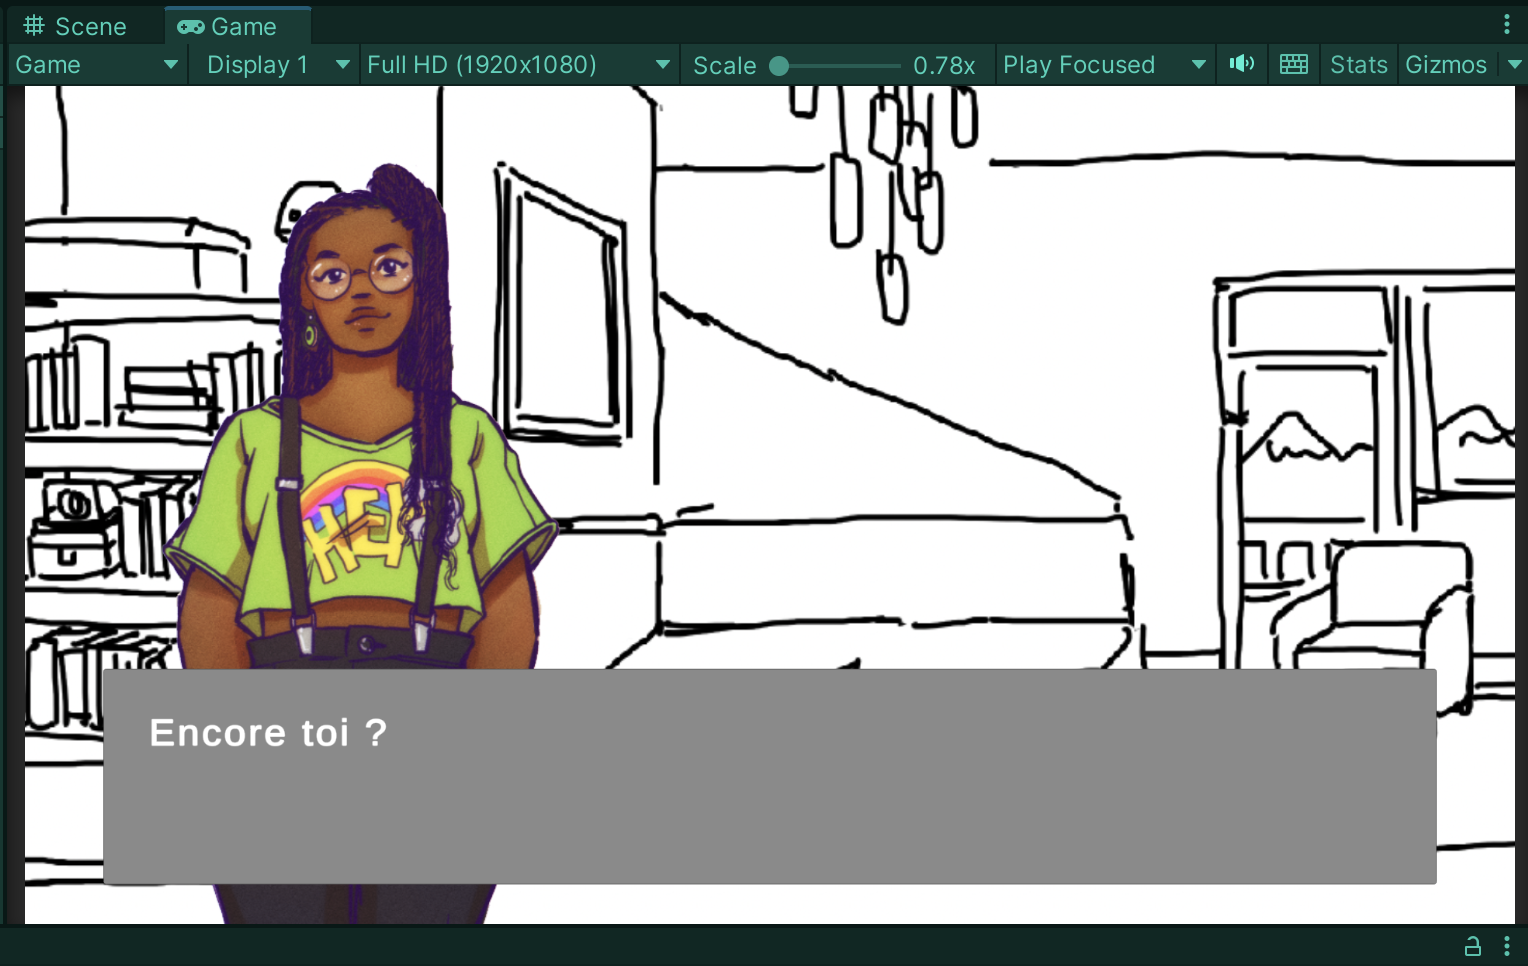 Scene
Game
Game
Display 1
Full HD (1920x1080)
Scale
0.78x
Play Focused
Stats
Gizmos
Encore toi ?